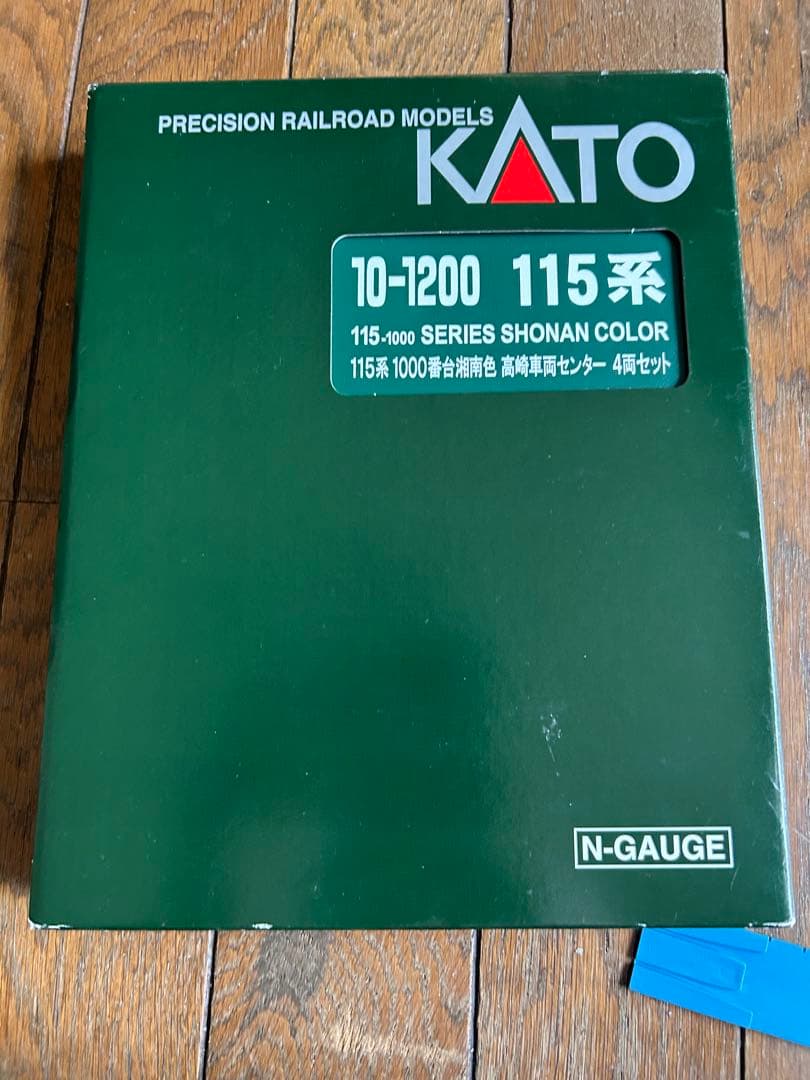 PRECISION RAILROAD MODELS
KATO
10-1200 115系
115-1000 SERIES SHONAN COLOR
115系 1000番台湘南色 高崎車両センター 4両セット
N-GAUGE